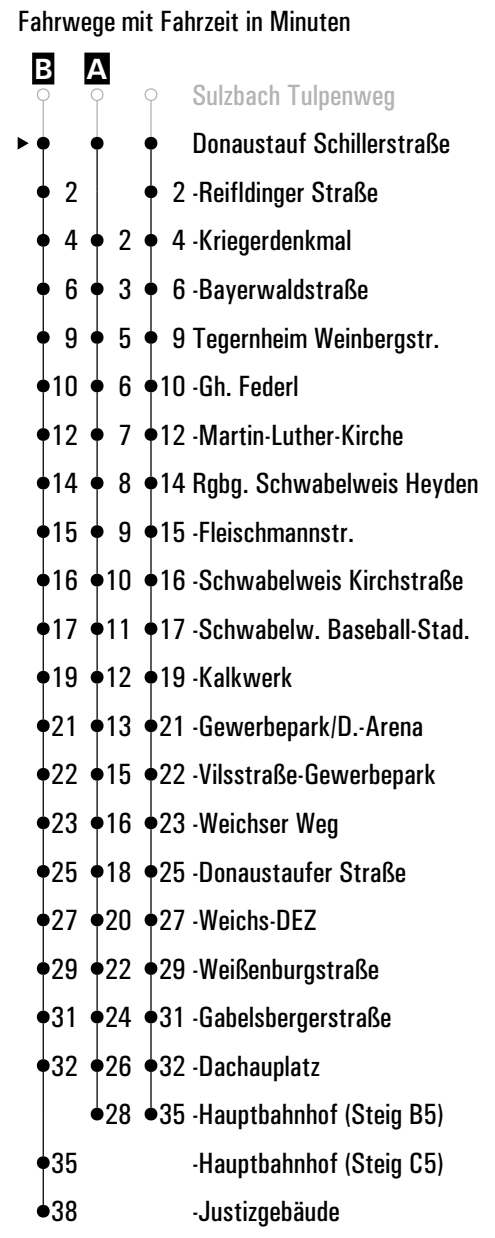 Fahrwege mit Fahrzeit in Minuten
B A
Sulzbach Tulpenweg
Donaustauf Schillerstraße
2 2 -Reifldinger Straße
4 2 4 -Kriegerdenkmal
6 3 6 -Bayerwaldstraße
9 5 9 Tegernheim Weinbergstr.
10 6 10 -Gh. Federl
12 7 12 -Martin-Luther-Kirche
14 8 14 Rgbg. Schwabelweis Heyden
15 9 15 -Fleischmannstr.
16 10 16 -Schwabelweis Kirchstraße
17 11 17 -Schwabelw. Baseball-Stad.
19 12 19 -Kalkwerk
21 13 21 -Gewerbepark/D.-Arena
22 15 22 -Vilsstraße-Gewerbepark
23 16 23 -Weichser Weg
25 18 25 -Donaustaufer Straße
27 20 27 -Weichs-DEZ
29 22 29 -Weißenburgstraße
31 24 31 -Gabelsbergerstraße
32 26 32 -Dachauplatz
28 35 -Hauptbahnhof (Steig B5)
35 -Hauptbahnhof (Steig C5)
38 -Justizgebäude